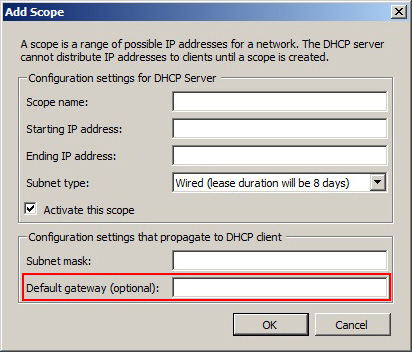 Add Scope
A scope is a range of possible IP addresses for a network. The DHCP server
cannot distribute IP addresses to clients until a scope is created.
Configuration settings for DHCP Server
Scope name:
Starting IP address:
Ending IP address:
Subnet type: Wired (lease duration will be 8 days)
Activate this scope
Configuration settings that propagate to DHCP client
Subnet mask:
Default gateway (optional):
OK Cancel